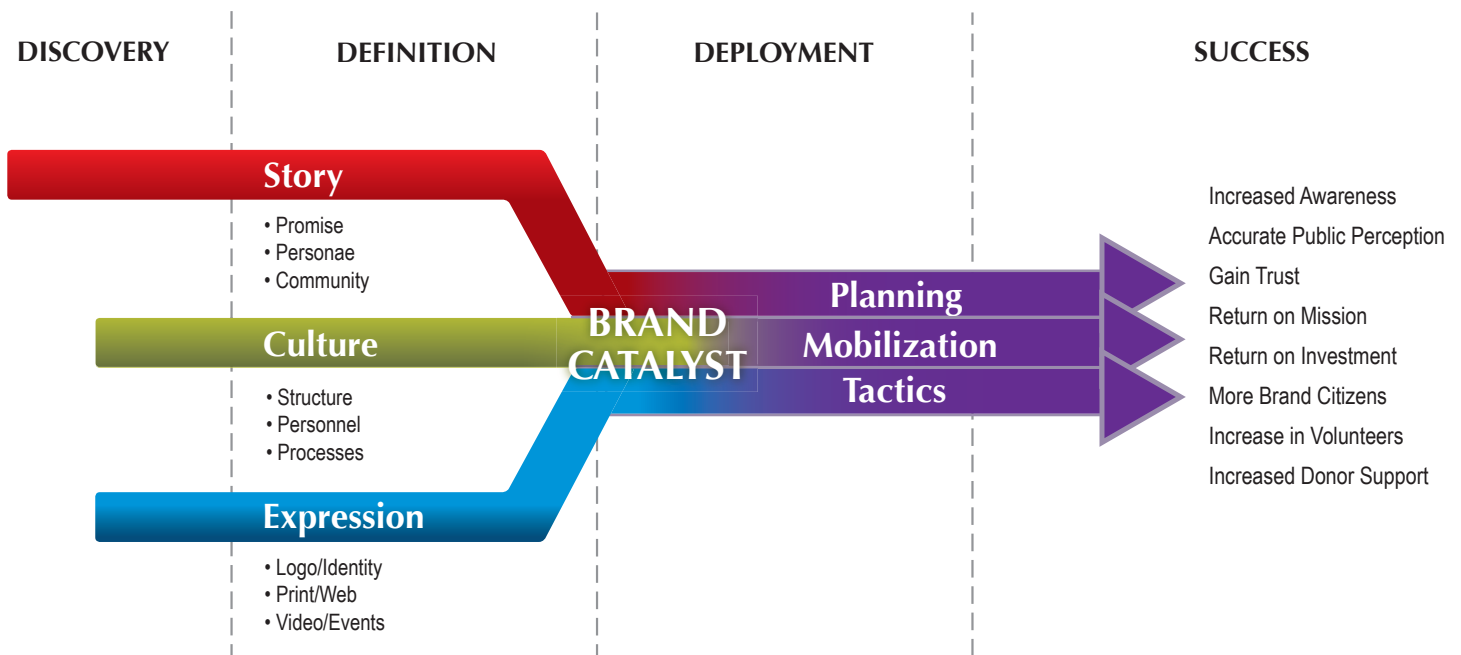 DISCOVERY
DEFINITION
DEPLOYMENT
SUCCESS
Story
• Promise
• Personae
• Community
Culture
• Structure
• Personnel
• Processes
Expression
• Logo/Identity
• Print/Web
• Video/Events
BRAND
CATALYST
Planning
Mobilization
Tactics
Increased Awareness
Accurate Public Perception
Gain Trust
Return on Mission
Return on Investment
More Brand Citizens
Increase in Volunteers
Increased Donor Support